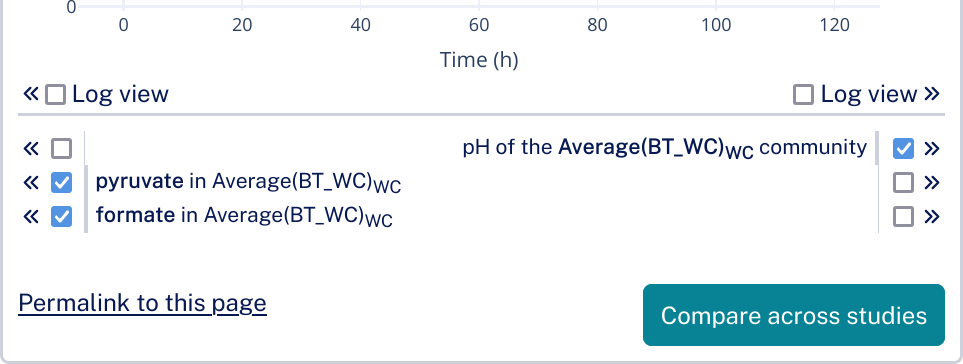 0
0 20 40 60 80 100 120
Time (h)
« Log view Log view »
« pH of the Average(BT_WC)WC community »
« pyruvate in Average(BT_WC)WC »
« formate in Average(BT_WC)WC »
Permalink to this page
Compare across studies